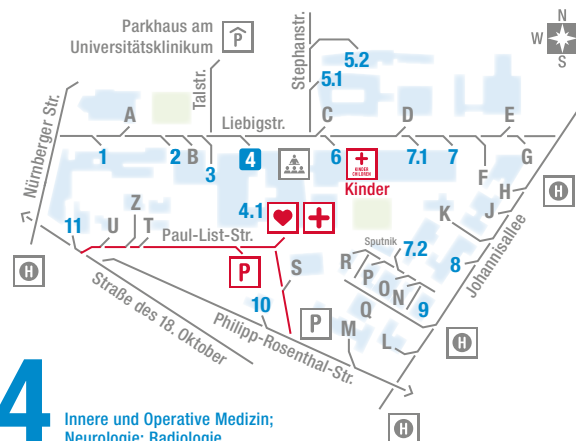 Parkhaus am
Universitätsklinikum
P
N
W
S
Stephanstr.
5.2
5.1
Talstr.
Nürnberger Str.
A
Liebigstr.
C
D
E
1
2
B
3
4
6
KINDER
CHILDREN
Kinder
7.1
7
F
G
H
H
J
K
Johannisallee
4.1
11
U
Z
T
Paul-List-Str.
P
S
Sputnik
7.2
R
P
O
N
9
8
Q
H
Straße des 18. Oktober
10
Philipp-Rosenthal-Str.
P
M
L
H
H
4
Innere und Operative Medizin;
Neurologie; Radiologie